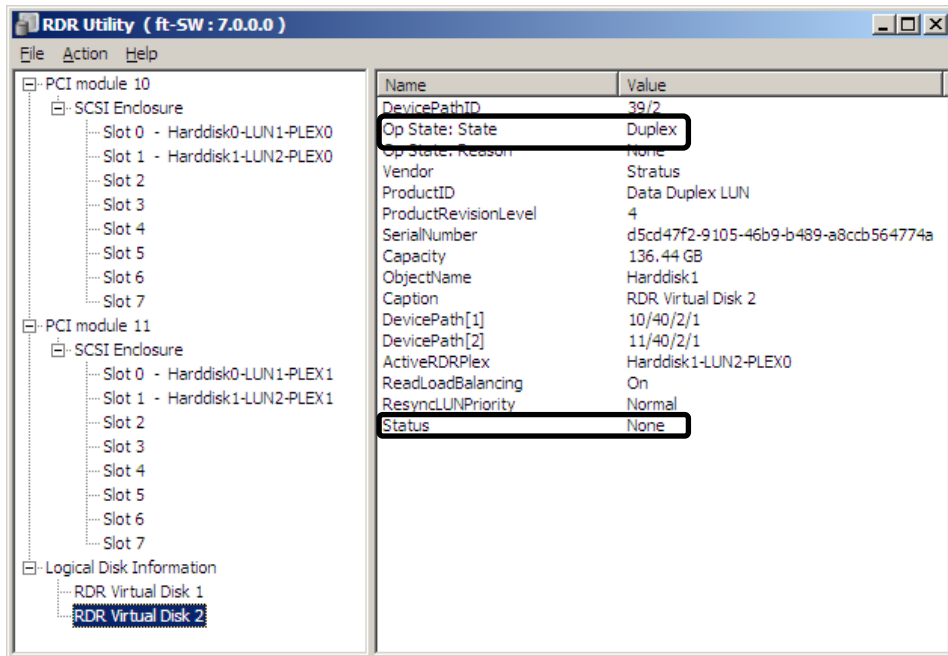 RDR Utility ( ft-SW : 7.0.0.0 )
File Action Help
PCI module 10
SCSI Enclosure
Slot 0 - Harddisk0-LUN1-PLEX0
Slot 1 - Harddisk1-LUN2-PLEX0
Slot 2
Slot 3
Slot 4
Slot 5
Slot 6
Slot 7
PCI module 11
SCSI Enclosure
Slot 0 - Harddisk0-LUN1-PLEX1
Slot 1 - Harddisk1-LUN2-PLEX1
Slot 2
Slot 3
Slot 4
Slot 5
Slot 6
Slot 7
Logical Disk Information
RDR Virtual Disk 1
RDR Virtual Disk 2
Name Value
DevicePathID 39/2
Op State: State Duplex
Op State: Reason None
Vendor Stratus
ProductID Data Duplex LUN
ProductRevisionLevel 4
SerialNumber d5cd47f2-9105-46b9-b489-a8ccb564774a
Capacity 136.44 GB
ObjectName Harddisk1
Caption RDR Virtual Disk 2
DevicePath[1] 10/40/2/1
DevicePath[2] 11/40/2/1
ActiveRDRPlex Harddisk1-LUN2-PLEX0
ReadLoadBalancing On
ResyncLUNPriority Normal
Status None